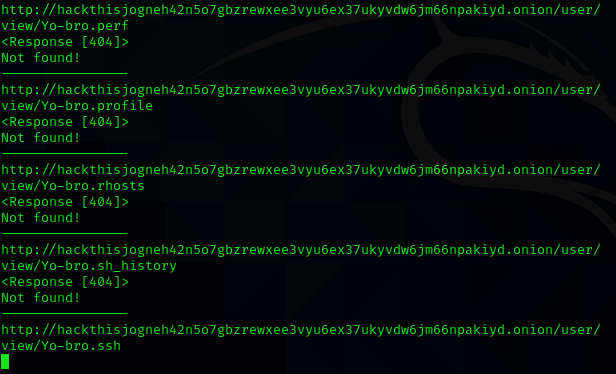 http://hackthisjogneh42n5o7gbzrewxee3vyu6ex37ukyvdw6jm66npakiyd.onion/user/
view/Yo-bro.perf
<Response [404]>
Not found!
————————————————
http://hackthisjogneh42n5o7gbzrewxee3vyu6ex37ukyvdw6jm66npakiyd.onion/user/
view/Yo-bro.profile
<Response [404]>
Not found!
————————————————
http://hackthisjogneh42n5o7gbzrewxee3vyu6ex37ukyvdw6jm66npakiyd.onion/user/
view/Yo-bro.rhosts
<Response [404]>
Not found!
————————————————
http://hackthisjogneh42n5o7gbzrewxee3vyu6ex37ukyvdw6jm66npakiyd.onion/user/
view/Yo-bro.sh_history
<Response [404]>
Not found!
————————————————
http://hackthisjogneh42n5o7gbzrewxee3vyu6ex37ukyvdw6jm66npakiyd.onion/user/
view/Yo-bro.ssh